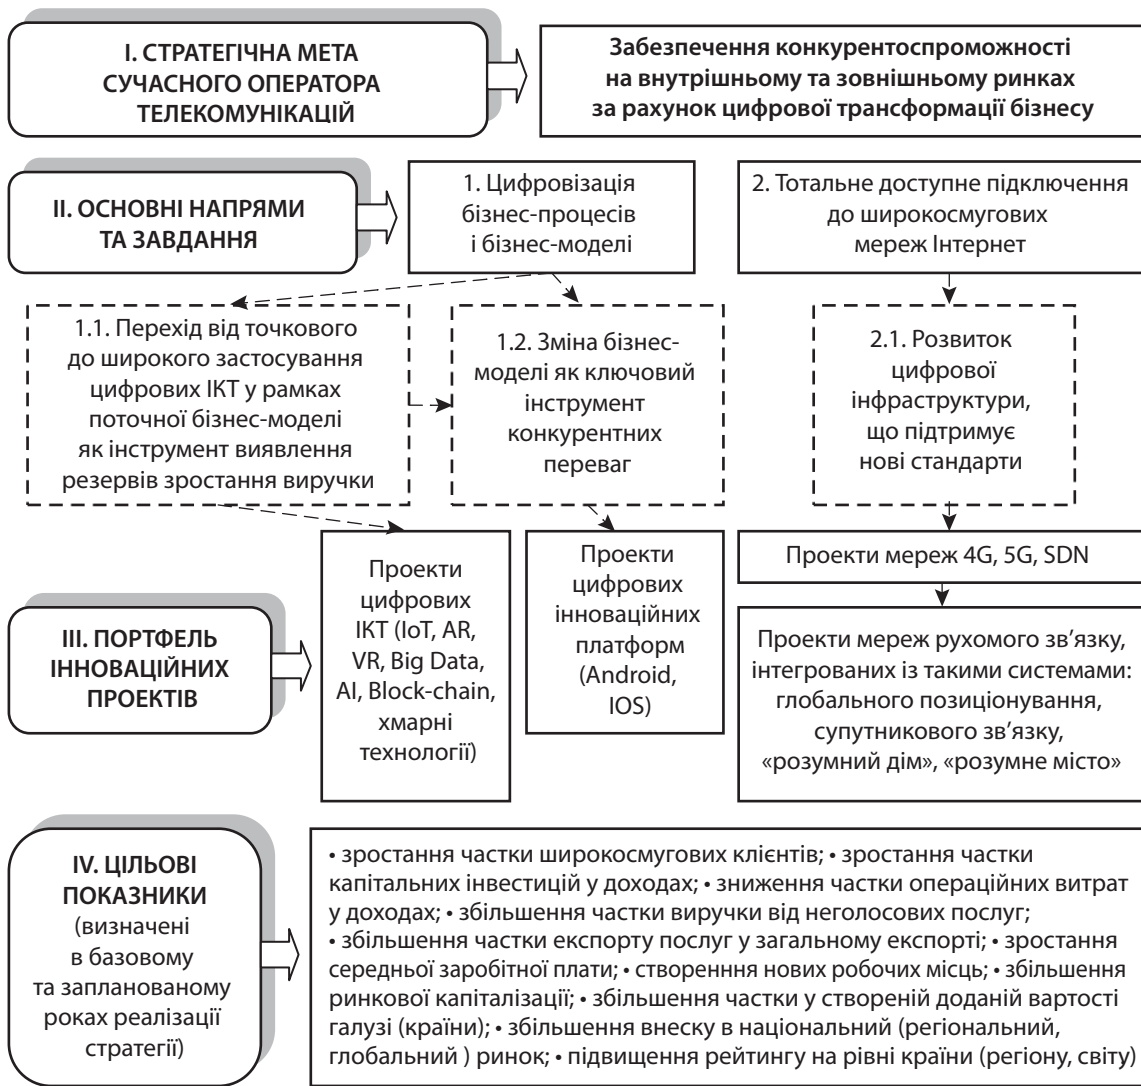 I. СТРАТЕГІЧНА МЕТА
СУЧАСНОГО ОПЕРАТОРА
ТЕЛЕКОМУНІКАЦІЙ
Забезпечення конкурентоспроможності
на внутрішньому та зовнішньому ринках
за рахунок цифрової трансформації бізнесу
II. ОСНОВНІ НАПРЯМИ
ТА ЗАВДАННЯ
1. Цифровізація
бізнес-процесів
і бізнес-моделі
2. Тотальне доступне підключення
до широкосмугових
мереж Інтернет
1.1. Перехід від точкового
до широкого застосування
цифрових ІКТ у рамках
поточної бізнес-моделі
як інструмент виявлення
резервів зростання виручки
1.2. Зміна бізнес-
моделі як ключовий
інструмент
конкурентних
переваг
2.1. Розвиток
цифрової
інфраструктури,
що підтримує
нові стандарти
III. ПОРТФЕЛЬ
ІННОВАЦІЙНИХ
ПРОЕКТІВ
Проекти
цифрових
ІКТ (IoT, AR,
VR, Big Data,
AI, Block-chain,
хмарні
технології)
Проекти
цифрових
інноваційних
платформ
(Android,
IOS)
Проекти мереж 4G, 5G, SDN
Проекти мереж рухомого зв’язку,
інтегрованих із такими системами:
глобального позиціонування,
супутникового зв’язку,
«розумний дім», «розумне місто»
IV. ЦІЛЬОВІ
ПОКАЗНИКИ
(визначені
в базовому
та запланованому
роках реалізації
стратегії)
• зростання частки широкосмугових клієнтів; • зростання частки
капітальних інвестицій у доходах; • зниження частки операційних витрат
у доходах; • збільшення частки виручки від неголосових послуг;
• збільшення частки експорту послуг у загальному експорті; • зростання
середньої заробітної плати; • створенння нових робочих місць; • збільшення
ринкової капіталізації; • збільшення частки у створеній доданій вартості
галузі (країни); • збільшення внеску в національний (регіональний,
глобальний ) ринок; • підвищення рейтингу на рівні країни (регіону, світу)